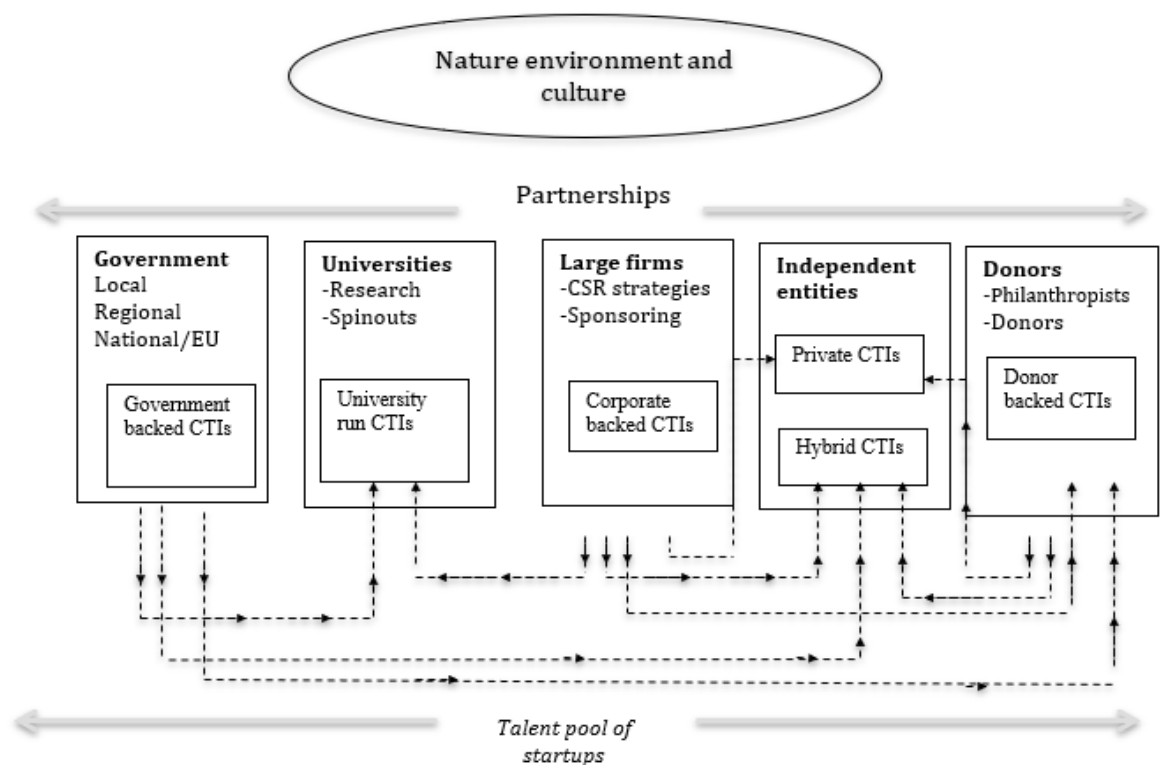 Nature environment and
culture
Partnerships
Government
Local
Regional
National/EU
Government
backed CTIs
Universities
-Research
-Spinouts
University
run CTIs
Large firms
-CSR strategies
-Sponsoring
Corporate
backed CTIs
Independent
entities
Private CTIs
Hybrid CTIs
Donors
-Philanthropists
-Donors
Donor
backed CTIs
Talent pool of
startups